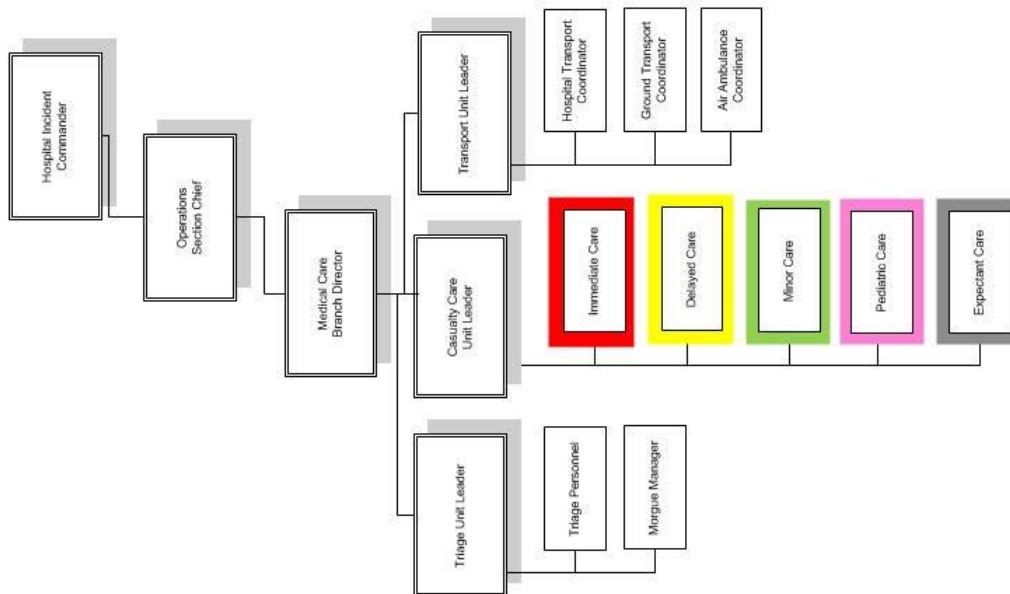 Hospital Incident
Commander
Operations
Section Chief
Medical Care
Branch Director
Triage Unit Leader
Triage Personnel
Morgue Manager
Casualty Care
Unit Leader
Immediate Care
Delayed Care
Minor Care
Pediatric Care
Expectant Care
Transport Unit Leader
Hospital Transport
Coordinator
Ground Transport
Coordinator
Air Ambulance
Coordinator